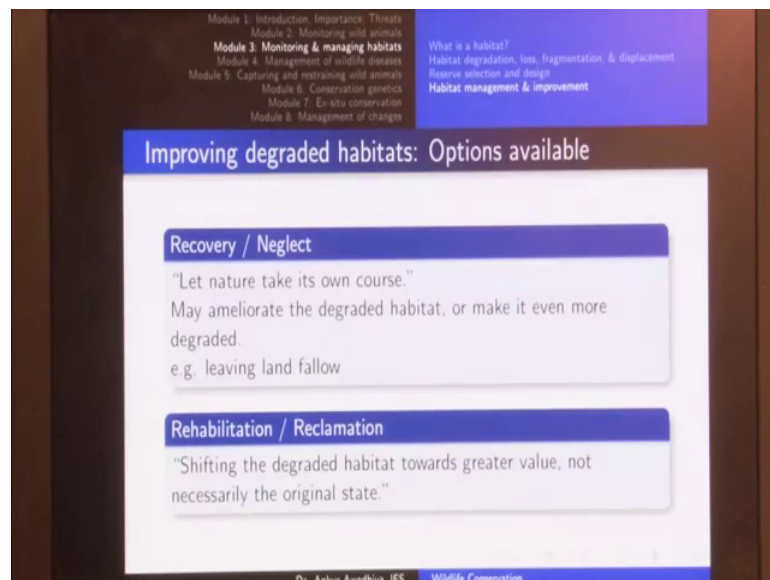 Module 1: Introduction. Importance. Threats
Module 2: Monitoring wild animals
Module 3: Monitoring & managing habitats
Module 4: Management of wildlife diseases
Module 5: Capturing and restraining wild animals
Module 6: Conservation genetics
Module 7: Ex-situ conservation
Module 8: Management of changes
What is a habitat?
Habitat degradation, loss, fragmentation, & displacement
Reserve selection and design
Habitat management & improvement
Improving degraded habitats: Options available
Recovery / Neglect
"Let nature take its own course."
May ameliorate the degraded habitat, or make it even more
degraded.
e.g. leaving land fallow
Rehabilitation / Reclamation
"Shifting the degraded habitat towards greater value, not
necessarily the original state."
Dr. Ankur Awadhiya, IFS
Wildlife Conservation